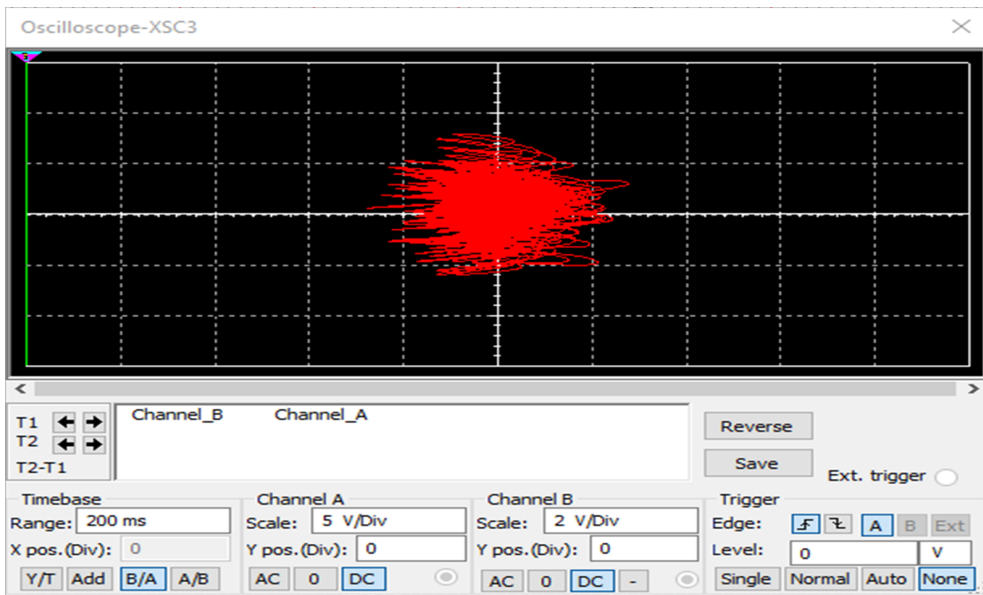 Oscilloscope-XSC3
T1
T2
T2-T1
Channel_B Channel_A
Reverse
Save
Ext. trigger
Timebase
Range: 200 ms
X pos.(Div): 0
Y/T Add B/A A/B
Channel A
Scale: 5 V/Div
Y pos.(Div): 0
AC 0 DC
Channel B
Scale: 2 V/Div
Y pos.(Div): 0
AC 0 DC -
Trigger
Edge: A B Ext
Level: 0 V
Single Normal Auto None